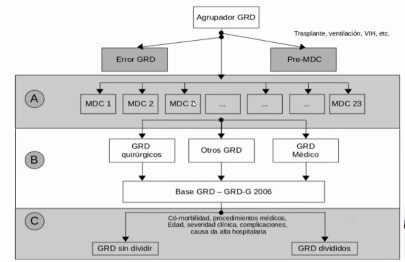 Agrupador GRD
Trasplante, ventilación, VIH, etc.
Error GRD
Pre-MDC
A
MDC 1
MDC 2
MDC
...
...
...
MDC 23
B
GRD
quirúrgicos
Otros GRD
GRD
Médico
Base GRD – GRD-G 2006
C
Có-morbilidad, procedimientos médicos,
Edad, severidad clínica, complicaciones,
causa da alta hospitalaria
GRD sin dividir
GRD divididos